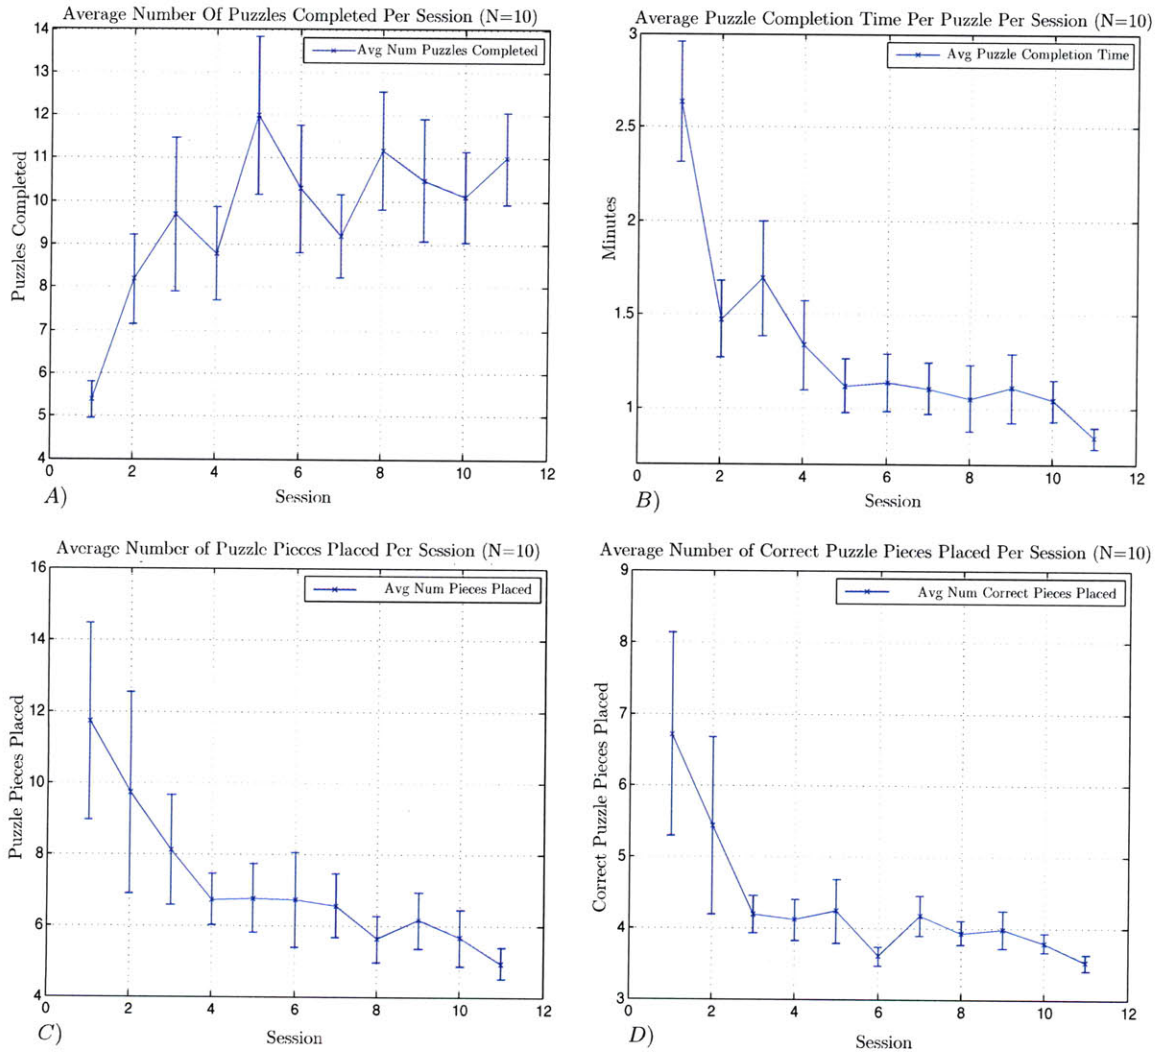 Average Number Of Puzzles Completed Per Session (N=10)
14
13
12
11
10
9
8
7
6
5
4
Puzzles Completed
Avg Num Puzzles Completed
0 2 4 6 8 10 12
A)
Session
Average Puzzle Completion Time Per Puzzle Per Session (N=10)
3
2.5
2
1.5
1
Minutes
Avg Puzzle Completion Time
0 2 4 6 8 10 12
B)
Session
Average Number of Puzzle Pieces Placed Per Session (N=10)
16
14
12
10
8
6
4
Puzzle Pieces Placed
Avg Num Pieces Placed
0 2 4 6 8 10 12
C)
Session
Average Number of Correct Puzzle Pieces Placed Per Session (N=10)
9
8
7
6
5
4
3
Correct Puzzle Pieces Placed
Avg Num Correct Pieces Placed
0 2 4 6 8 10 12
D)
Session